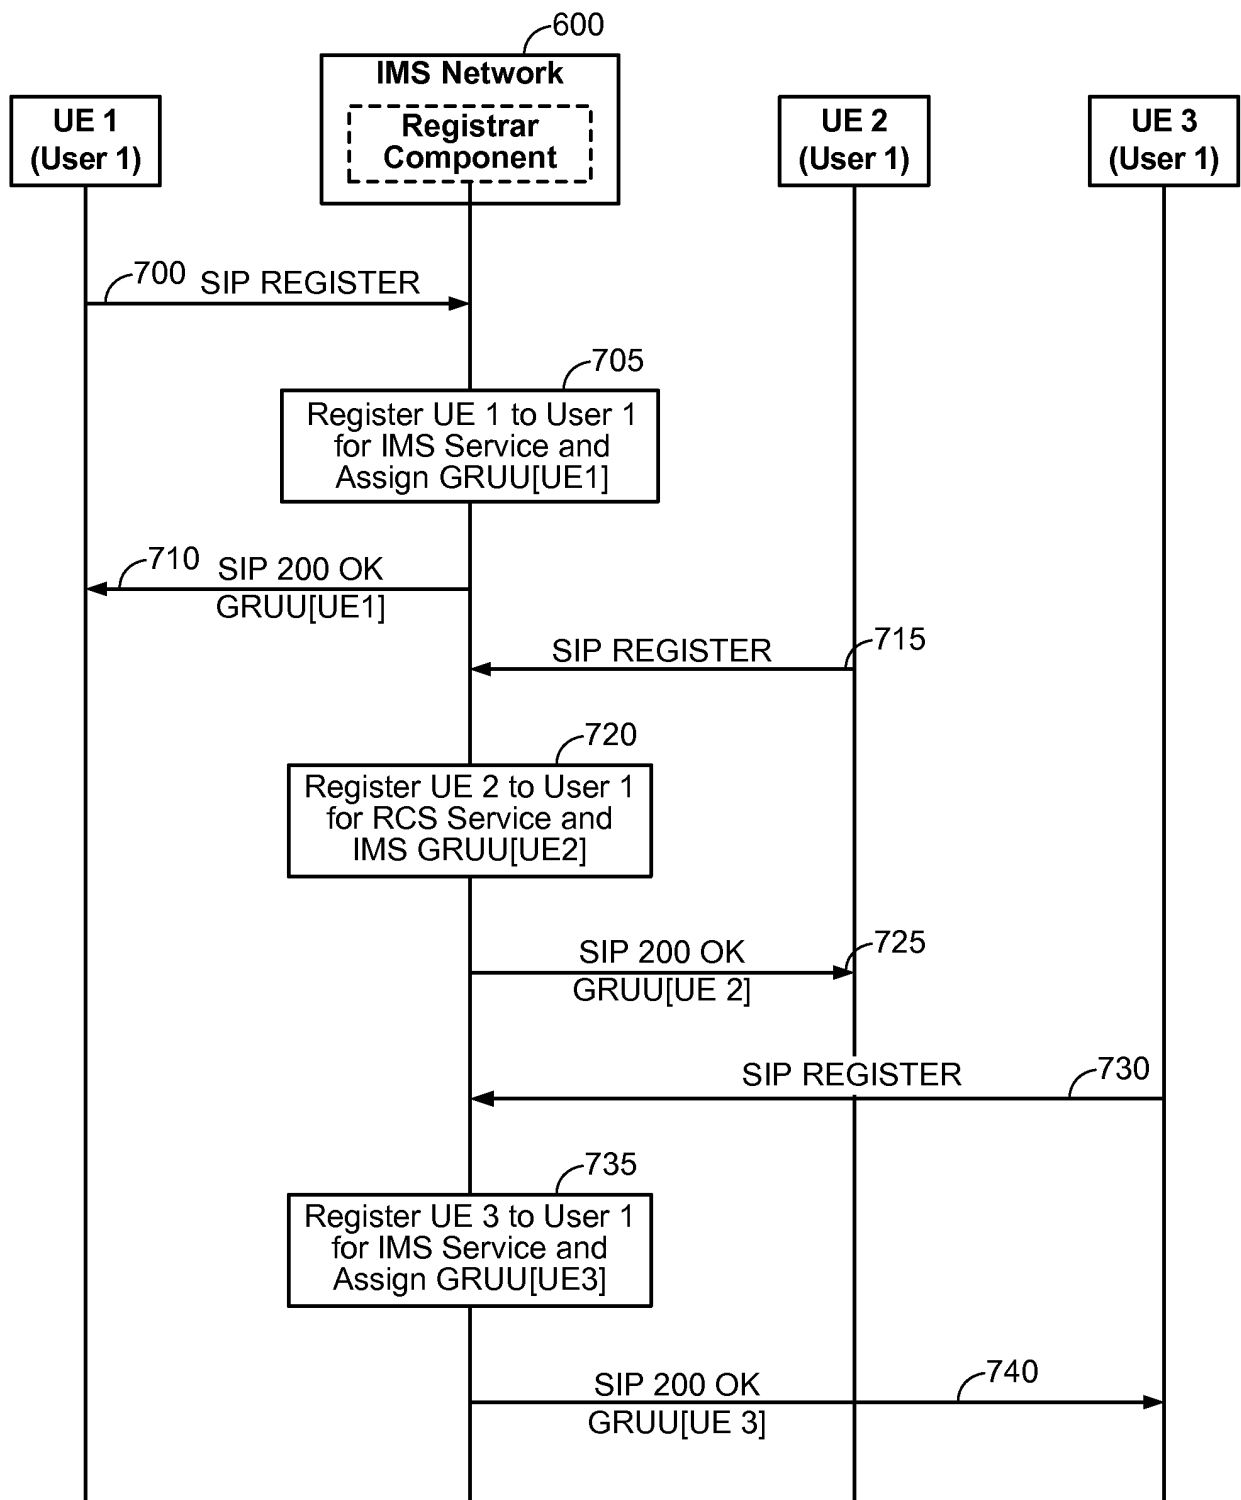 600
IMS Network
Registrar
Component
UE 1
(User 1)
UE 2
(User 1)
UE 3
(User 1)
700
SIP REGISTER
705
Register UE 1 to User 1
for IMS Service and
Assign GRUU[UE1]
710
SIP 200 OK
GRUU[UE1]
715
SIP REGISTER
720
Register UE 2 to User 1
for RCS Service and
IMS GRUU[UE2]
725
SIP 200 OK
GRUU[UE 2]
730
SIP REGISTER
735
Register UE 3 to User 1
for IMS Service and
Assign GRUU[UE3]
740
SIP 200 OK
GRUU[UE 3]